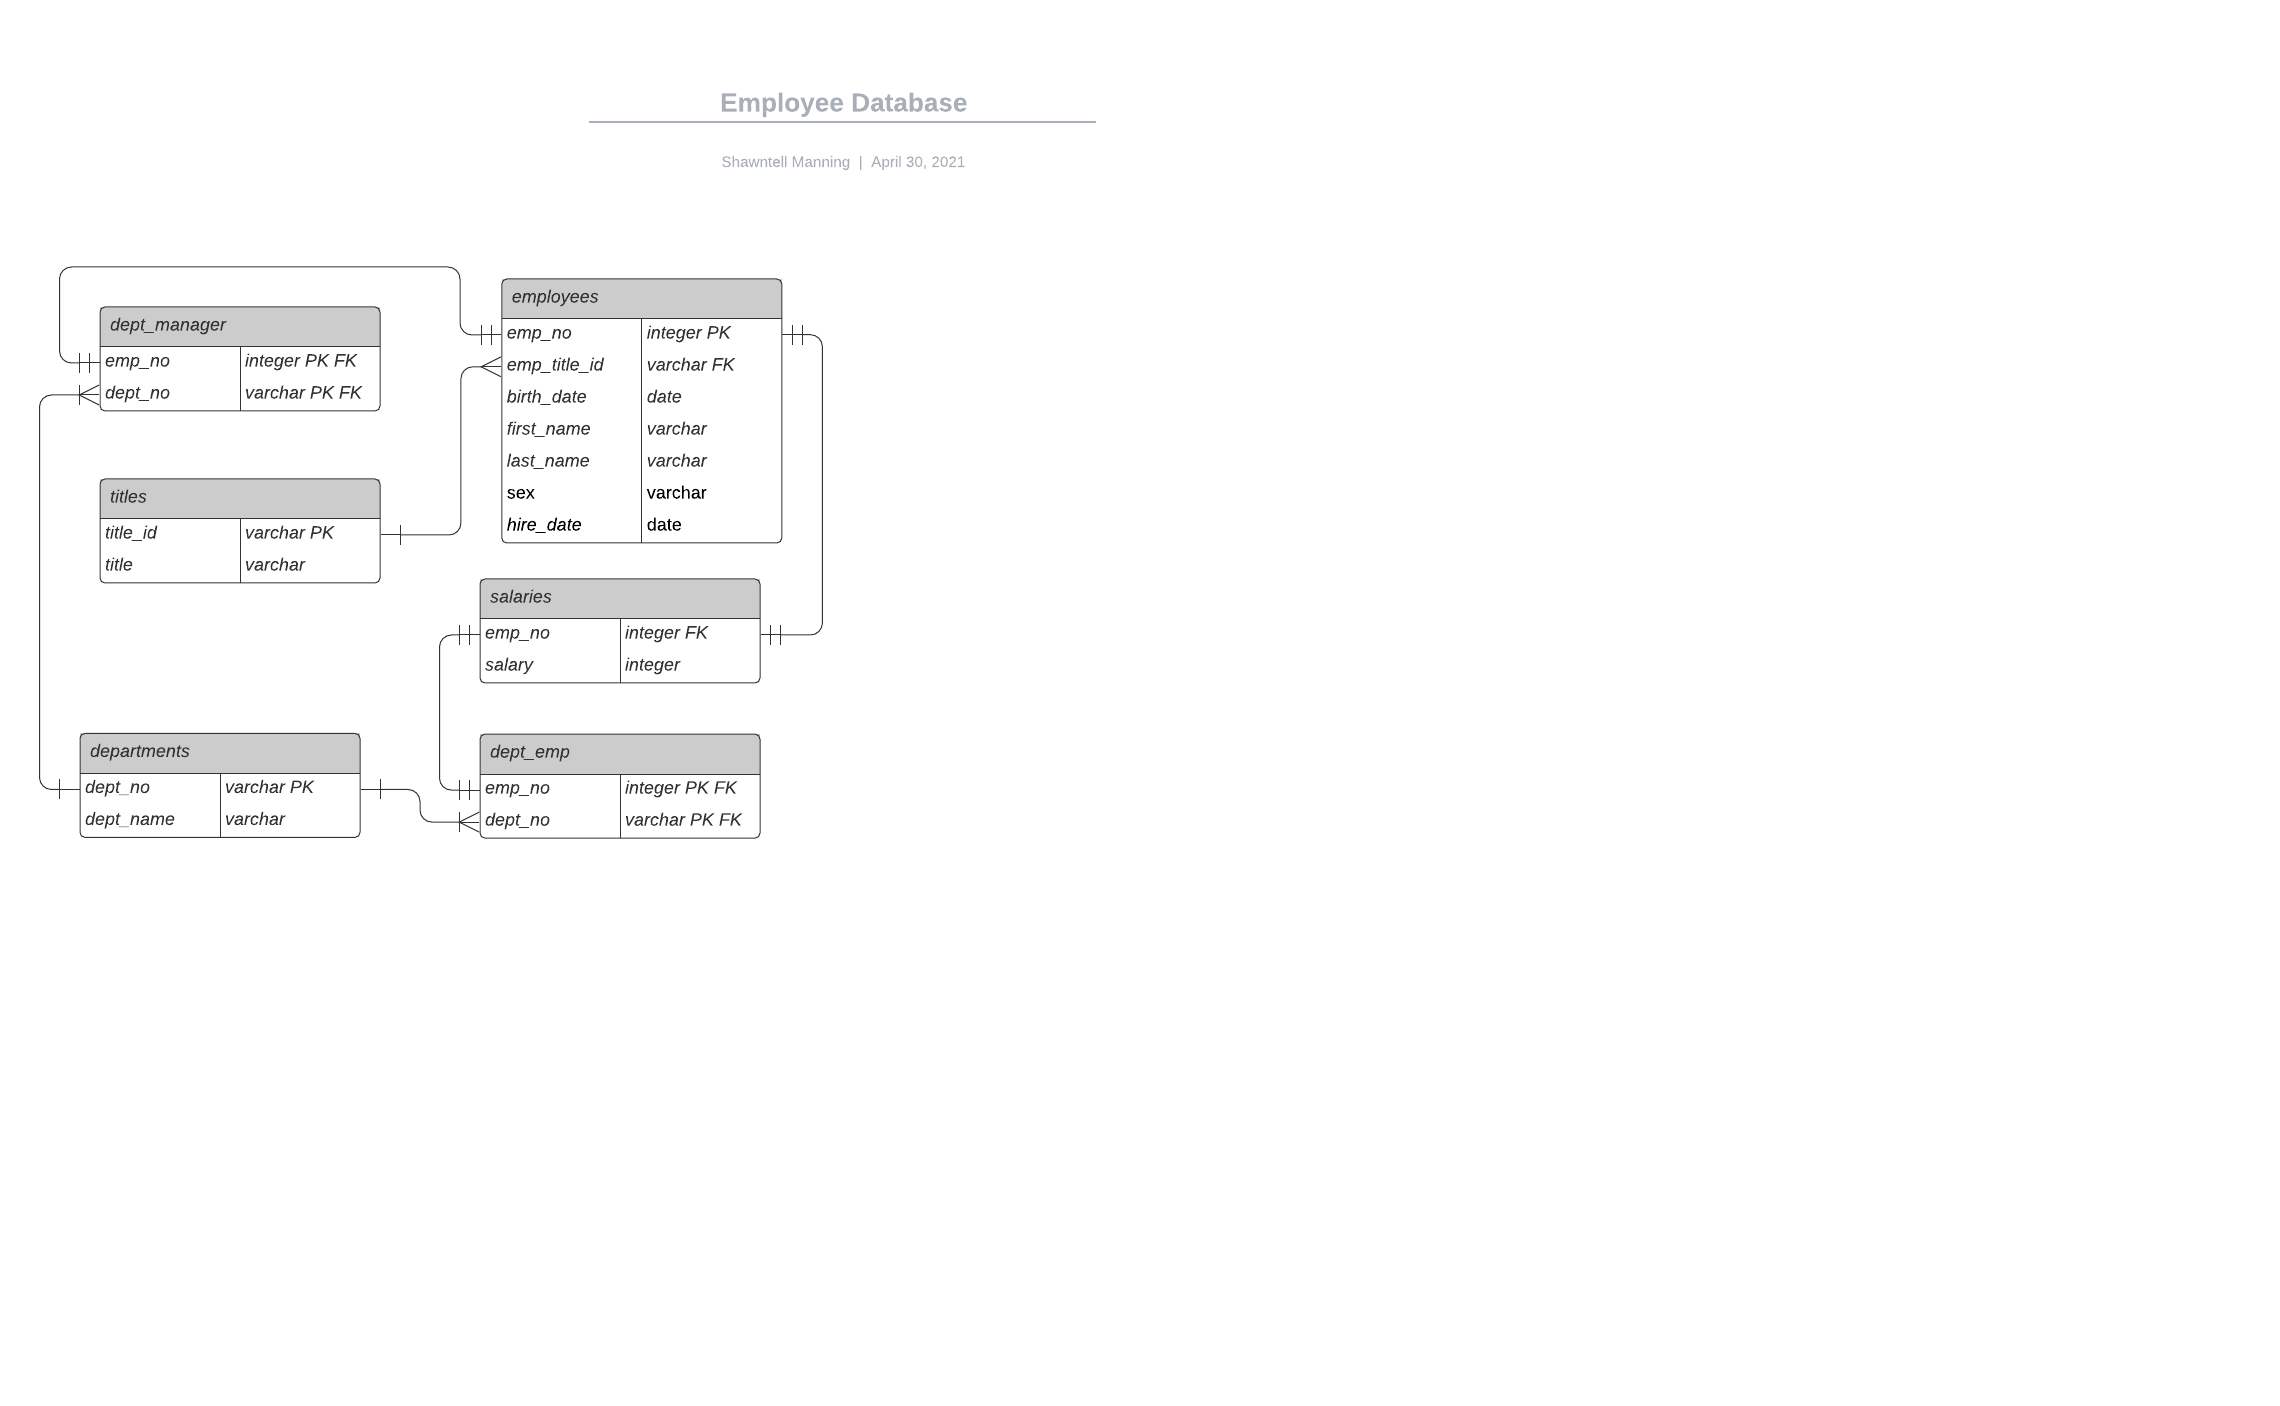 Employee Database
Shawntell Manning | April 30, 2021
dept_manager
emp_no integer PK FK
dept_no varchar PK FK
employees
emp_no integer PK
emp_title_id varchar FK
birth_date date
first_name varchar
last_name varchar
sex varchar
hire_date date
titles
title_id varchar PK
title varchar
salaries
emp_no integer FK
salary integer
departments
dept_no varchar PK
dept_name varchar
dept_emp
emp_no integer PK FK
dept_no varchar PK FK